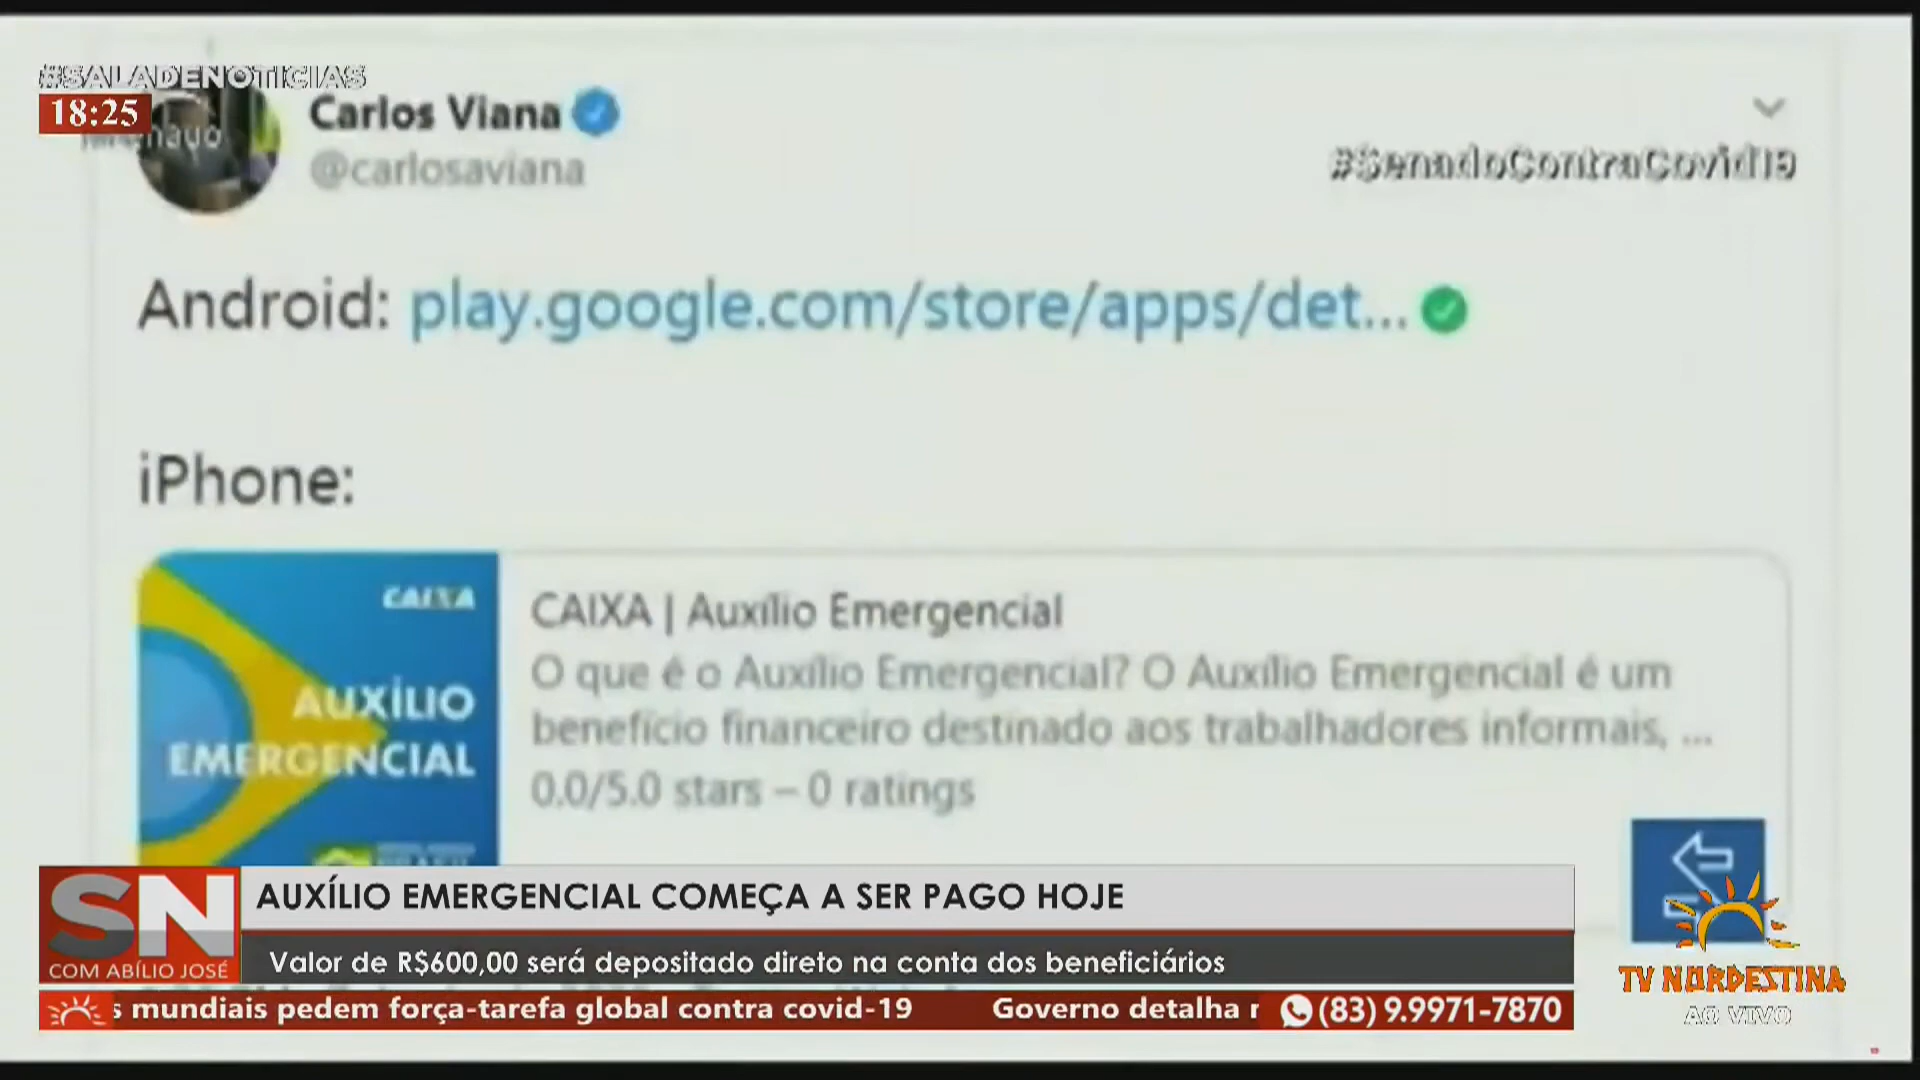 #SALADENOTICIAS
18:25
Carlos Viana
@carlosaviana
#SenadoContraCovid19
Android: play.google.com/store/apps/det...
iPhone:
CAIXA
AUXÍLIO
EMERGENCIAL
CAIXA | Auxílio Emergencial
O que é o Auxílio Emergencial? O Auxílio Emergencial é um
benefício financeiro destinado aos trabalhadores informais, ...
0.0/5.0 stars – 0 ratings
SN
COM ABÍLIO JOSÉ
AUXÍLIO EMERGENCIAL COMEÇA A SER PAGO HOJE
Valor de R$600,00 será depositado direto na conta dos beneficiários
s mundiais pedem força-tarefa global contra covid-19 Governo detalha
(83) 9.9971-7870
TV NORDESTINA
AO VIVO